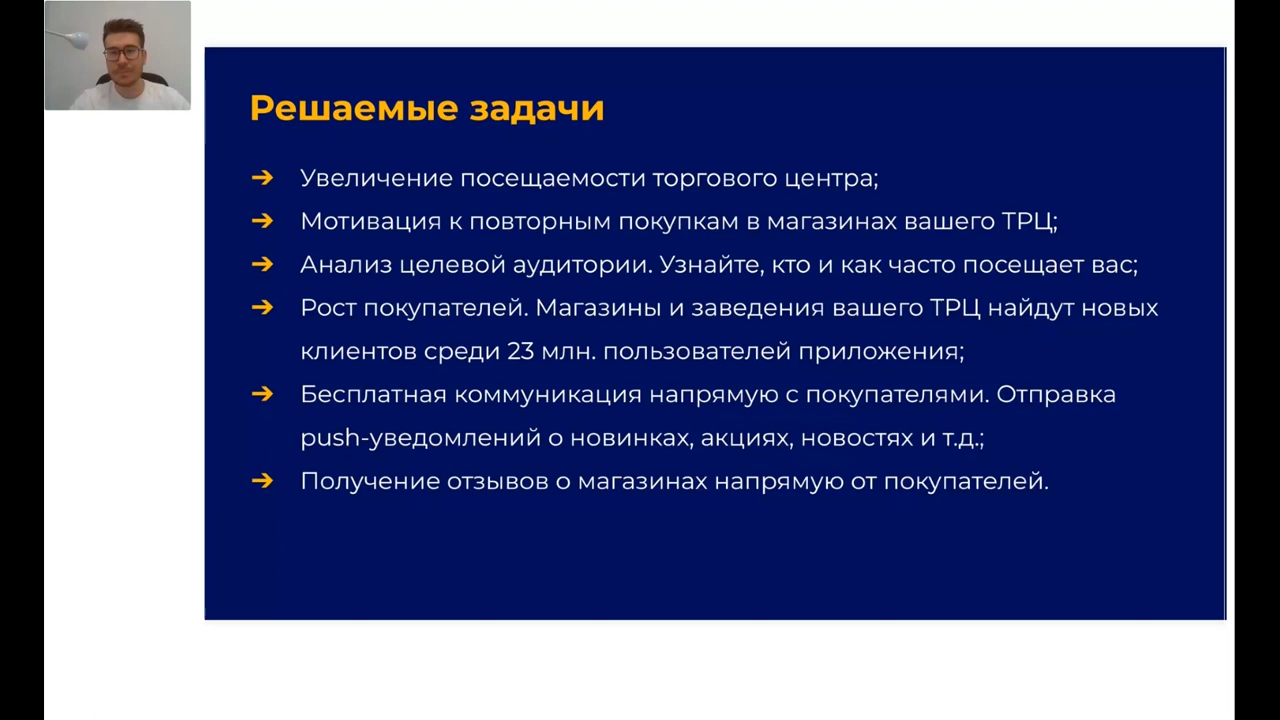 Решаемые задачи
➔ Увеличение посещаемости торгового центра;
➔ Мотивация к повторным покупкам в магазинах вашего ТРЦ;
➔ Анализ целевой аудитории. Узнайте, кто и как часто посещает вас;
➔ Рост покупателей. Магазины и заведения вашего ТРЦ найдут новых
клиентов среди 23 млн. пользователей приложения;
➔ Бесплатная коммуникация напрямую с покупателями. Отправка
push-уведомлений о новинках, акциях, новостях и т.д.;
➔ Получение отзывов о магазинах напрямую от покупателей.